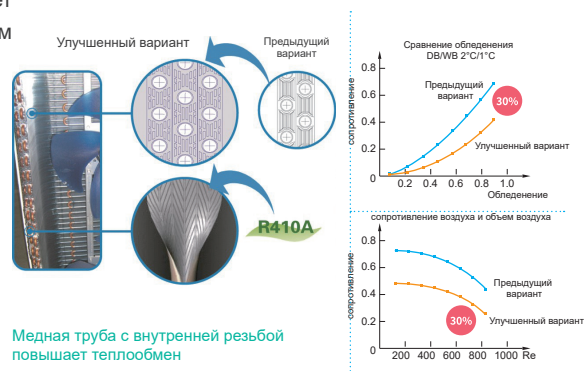 ет
м
Улучшенный вариант
Предыдущий
вариант
R410A
Медная труба с внутренней резьбой
повышает теплообмен
Сравнение обледенения
DB/WB 2°C/1°C
сопротивление
0.8
0.6
0.4
0.2
0
Предыдущий
вариант
30%
Улучшенный вариант
0.2 0.4 0.6 0.8 1.0
Обледенение
сопротивление воздуха и объем воздуха
сопротивление
0.8
0.6
0.4
0.2
0
Предыдущий
вариант
30%
Улучшенный вариант
200 400 600 800 1000 Re